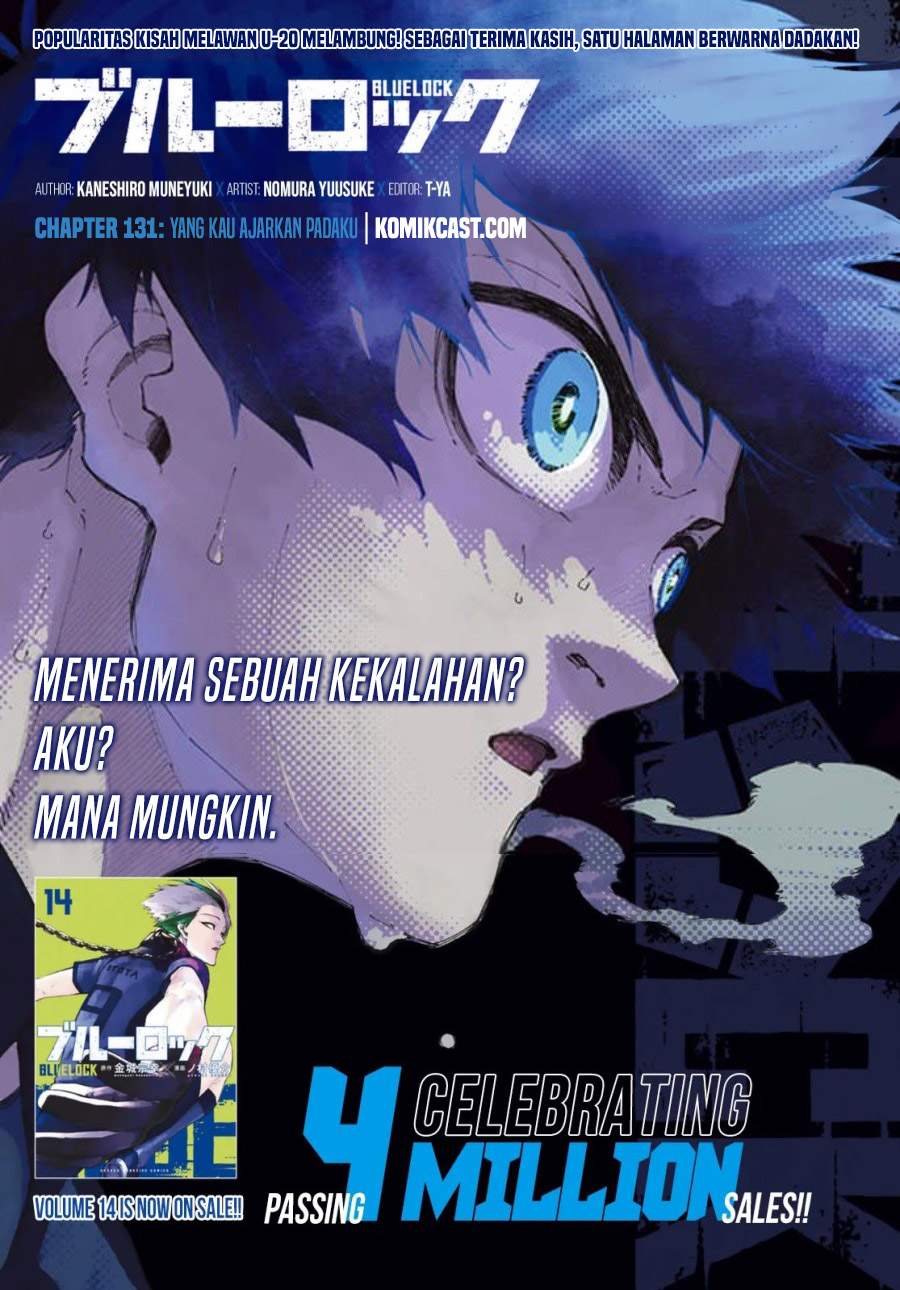 POPULARITAS KISAH MELAWAN U-20 MELAMBUNG! SEBAGAI TERIMA KASIH, SATU HALAMAN BERWARNA DADAKAN!
ブルーロック
BLUELOCK
AUTHOR: KANESHIRO MUNEYUKI X ARTIST: NOMURA YUUSUKE X EDITOR: T-YA
CHAPTER 131: YANG KAU AJARKAN PADAKU | KOMIKCAST.COM
MENERIMA SEBUAH KEKALAHAN?
AKU?
MANA MUNGKIN.
14
ITOTA
9
ブルーロック
BLUELOCK
VOLUME 14 IS NOW ON SALE!!
CELEBRATING
PASSING 4 MILLION SALES!!